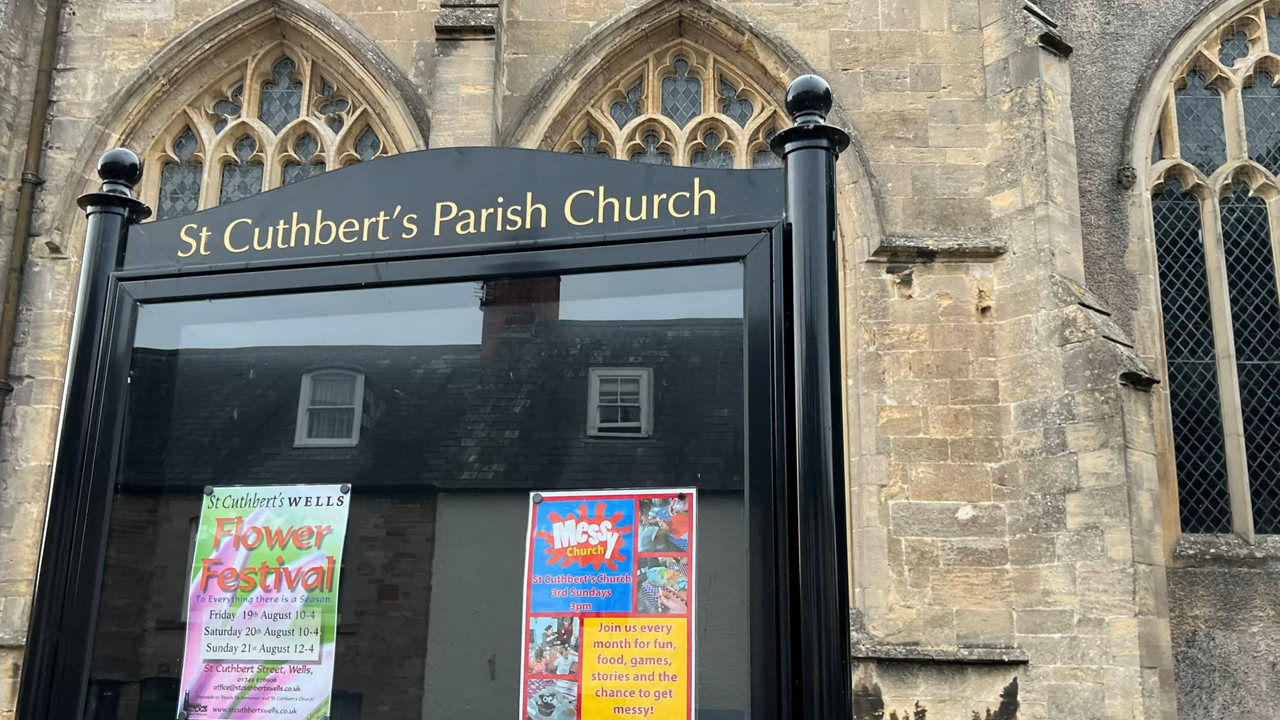 St Cuthbert's Parish Church
St Cuthbert's WELLS
Flower
Festival
To Everything there is a Season
Friday 19th August 10-4
Saturday 20th August 10-4
Sunday 21st August 12-4
St Cuthbert Street, Wells,
office@stcuthbertswells.co.uk
www.stcuthbertswells.co.uk
Messy
Church
St Cuthbert's Church
3rd Sundays
3pm
Join us every
month for fun,
food, games,
stories and the
chance to get
messy!